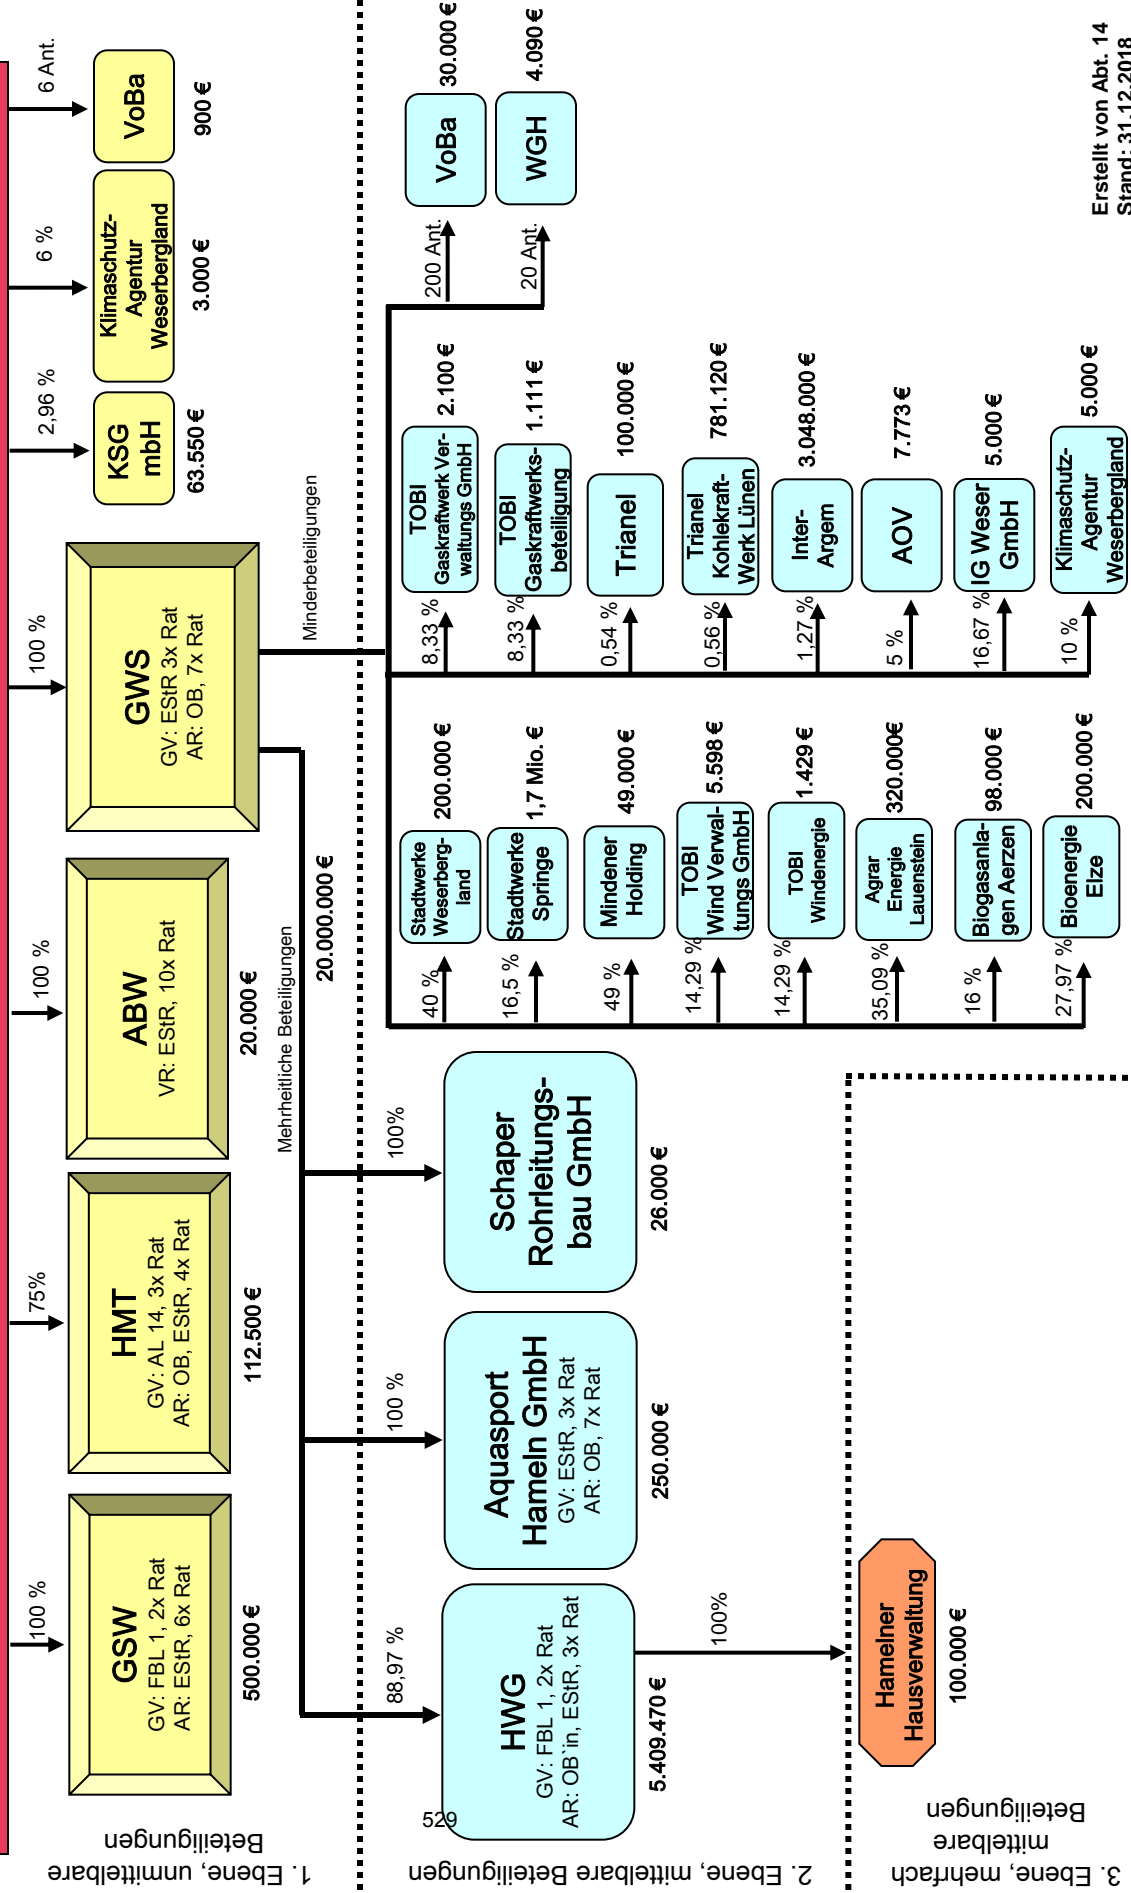 1. Ebene, unmittelbare
Beteiligungen
100 %
GSW
GV: FBL 1, 2x Rat
AR: EStR, 6x Rat
500.000 €
75%
HMT
GV: AL 14, 3x Rat
AR: OB, EStR, 4x Rat
112.500 €
100 %
ABW
VR: EStR, 10x Rat
20.000 €
100 %
GWS
GV: EStR 3x Rat
AR: OB, 7x Rat
20.000.000 €
2,96 %
KSG
mbH
63.550 €
6 %
Klimaschutz-
Agentur
Weserbergland
3.000 €
6 Ant.
VoBa
900 €
Mehrheitliche Beteiligungen
Minderbeteiligungen
2. Ebene, mittelbare Beteiligungen
529
88,97 %
HWG
GV: FBL 1, 2x Rat
AR: OB`in, EStR, 3x Rat
5.409.470 €
100 %
Aquasport
Hameln GmbH
GV: EStR, 3x Rat
AR: OB, 7x Rat
250.000 €
100%
Schaper
Rohrleitungs-
bau GmbH
26.000 €
40 %
Stadtwerke
Weserberg-
land
200.000 €
16,5 %
Stadtwerke
Springe
1,7 Mio. €
49 %
Mindener
Holding
49.000 €
14,29 %
TOBI
Wind Verwal-
tungs GmbH
5.598 €
14,29 %
TOBI
Windenergie
1.429 €
35,09 %
Agrar
Energie
Lauenstein
320.000€
16 %
Biogasanla-
gen Aerzen
98.000 €
27,97 %
Bioenergie
Elze
200.000 €
8,33 %
TOBI
Gaskraftwerk Ver-
waltungs GmbH
2.100 €
8,33 %
TOBI
Gaskraftwerks-
beteiligung
1.111 €
0,54 %
Trianel
100.000 €
0,56 %
Trianel
Kohlekraft-
Werk Lünen
781.120 €
1,27 %
Inter-
Argem
3.048.000 €
5 %
AOV
7.773 €
16,67 %
IG Weser
GmbH
5.000 €
10 %
Klimaschutz-
Agentur
Weserbergland
5.000 €
200 Ant.
VoBa
30.000 €
20 Ant.
WGH
4.090 €
3. Ebene, mehrfach
mittelbare
Beteiligungen
100%
Hamelner
Hausverwaltung
100.000 €
Erstellt von Abt. 14
Stand: 31.12.2018